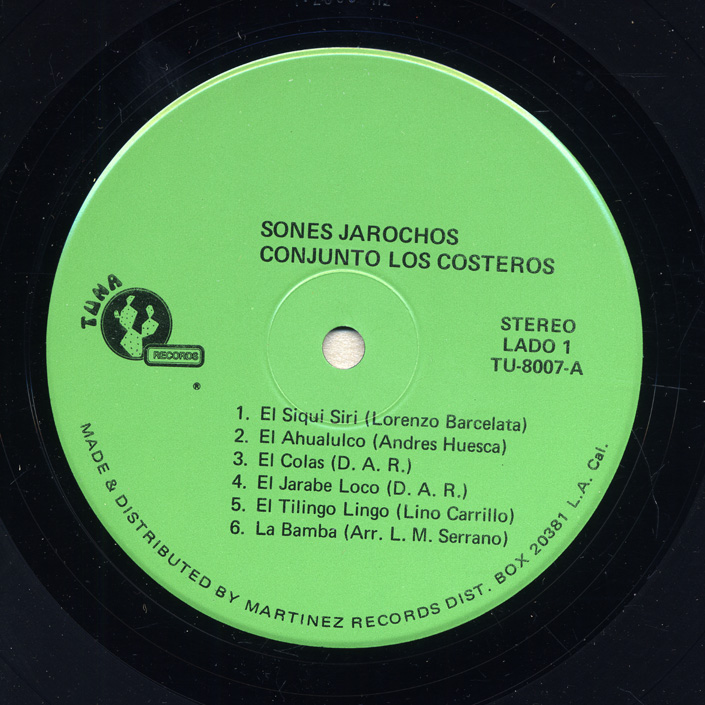 SONES JAROCHOS
CONJUNTO LOS COSTEROS
TUNA
RECORDS
®
STEREO
LADO 1
TU-8007-A
1. El Siqui Siri (Lorenzo Barcelata)
2. El Ahualulco (Andres Huesca)
3. El Colas (D. A. R.)
4. El Jarabe Loco (D. A. R.)
5. El Tilingo Lingo (Lino Carrillo)
6. La Bamba (Arr. L. M. Serrano)
MADE & DISTRIBUTED BY MARTINEZ RECORDS DIST. BOX 20381 L.A. Cal.